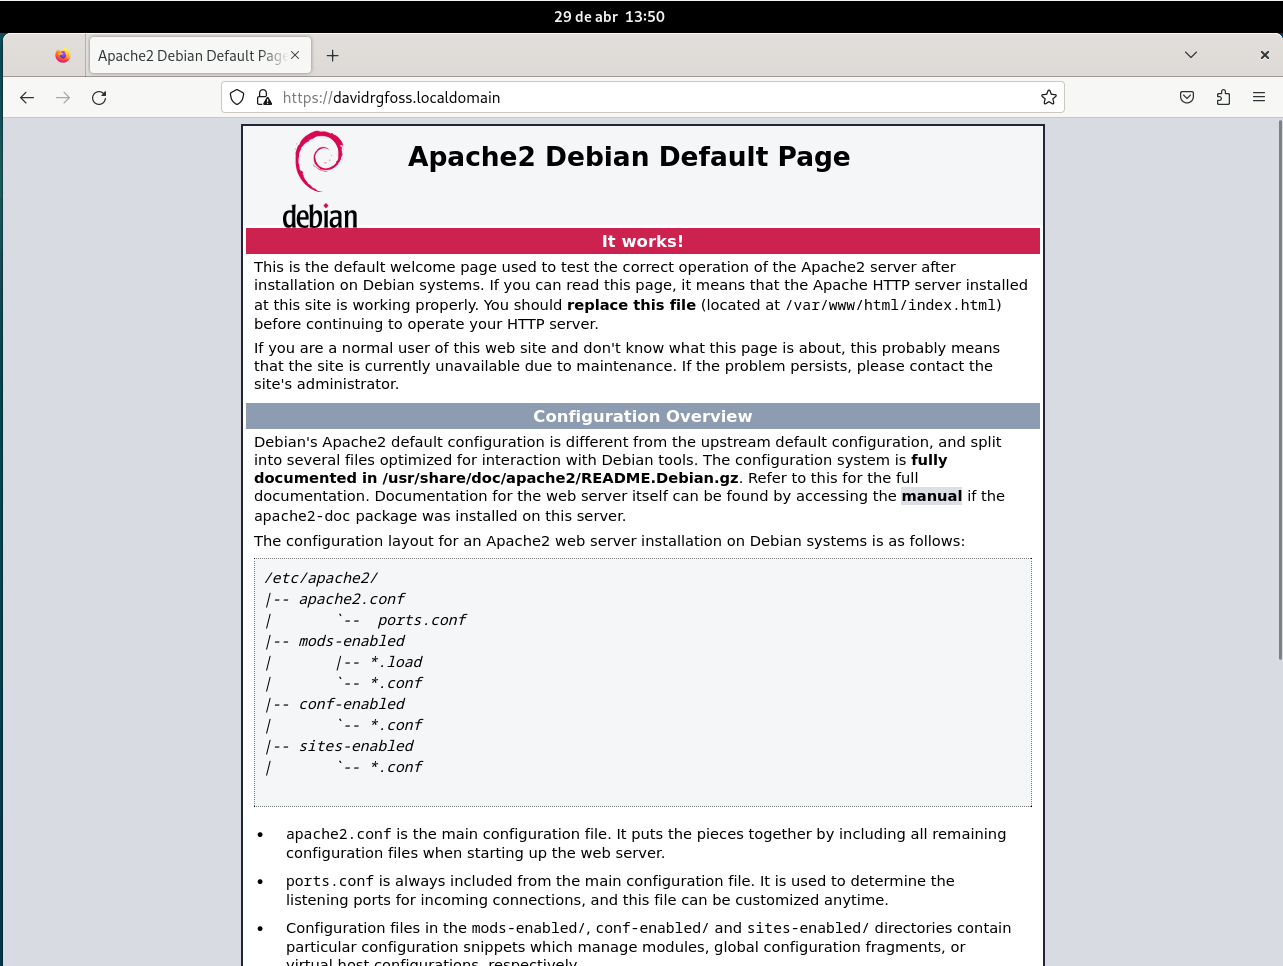 29 de abr 13:50
Apache2 Debian Default Page
https://davidrgfoss.localdomain
debian
Apache2 Debian Default Page
It works!
This is the default welcome page used to test the correct operation of the Apache2 server after
installation on Debian systems. If you can read this page, it means that the Apache HTTP server installed
at this site is working properly. You should replace this file (located at /var/www/html/index.html)
before continuing to operate your HTTP server.
If you are a normal user of this web site and don't know what this page is about, this probably means
that the site is currently unavailable due to maintenance. If the problem persists, please contact the
site's administrator.
Configuration Overview
Debian's Apache2 default configuration is different from the upstream default configuration, and split
into several files optimized for interaction with Debian tools. The configuration system is fully
documented in /usr/share/doc/apache2/README.Debian.gz. Refer to this for the full
documentation. Documentation for the web server itself can be found by accessing the manual if the
apache2-doc package was installed on this server.
The configuration layout for an Apache2 web server installation on Debian systems is as follows:
/etc/apache2/
|-- apache2.conf
|       `--  ports.conf
|-- mods-enabled
|       |-- *.load
|       `-- *.conf
|-- conf-enabled
|       `-- *.conf
|-- sites-enabled
|       `-- *.conf
• apache2.conf is the main configuration file. It puts the pieces together by including all remaining
configuration files when starting up the web server.
• ports.conf is always included from the main configuration file. It is used to determine the
listening ports for incoming connections, and this file can be customized anytime.
• Configuration files in the mods-enabled/, conf-enabled/ and sites-enabled/ directories contain
particular configuration snippets which manage modules, global configuration fragments, or
virtual host configurations, respectively.